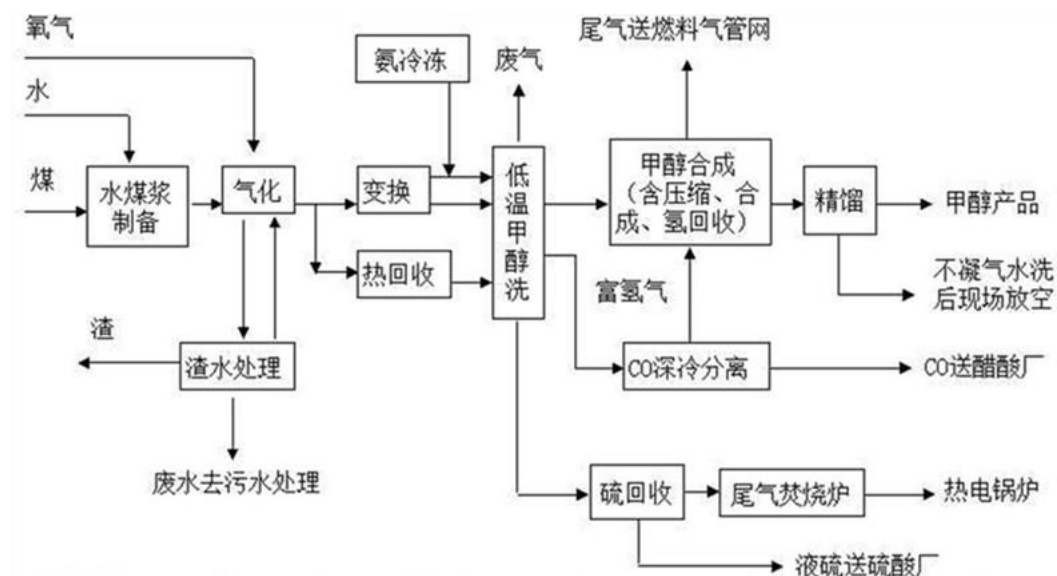 氧气
水
煤
水煤浆
制备
气化
渣
渣水处理
废水去污水处理
氨冷冻
变换
热回收
废气
低温甲醇洗
尾气送燃料气管网
甲醇合成
（含压缩、合
成、氢回收）
富氢气
精馏
甲醇产品
不凝气水洗
后现场放空
CO深冷分离
CO送醋酸厂
硫回收
尾气焚烧炉
热电锅炉
液硫送硫酸厂